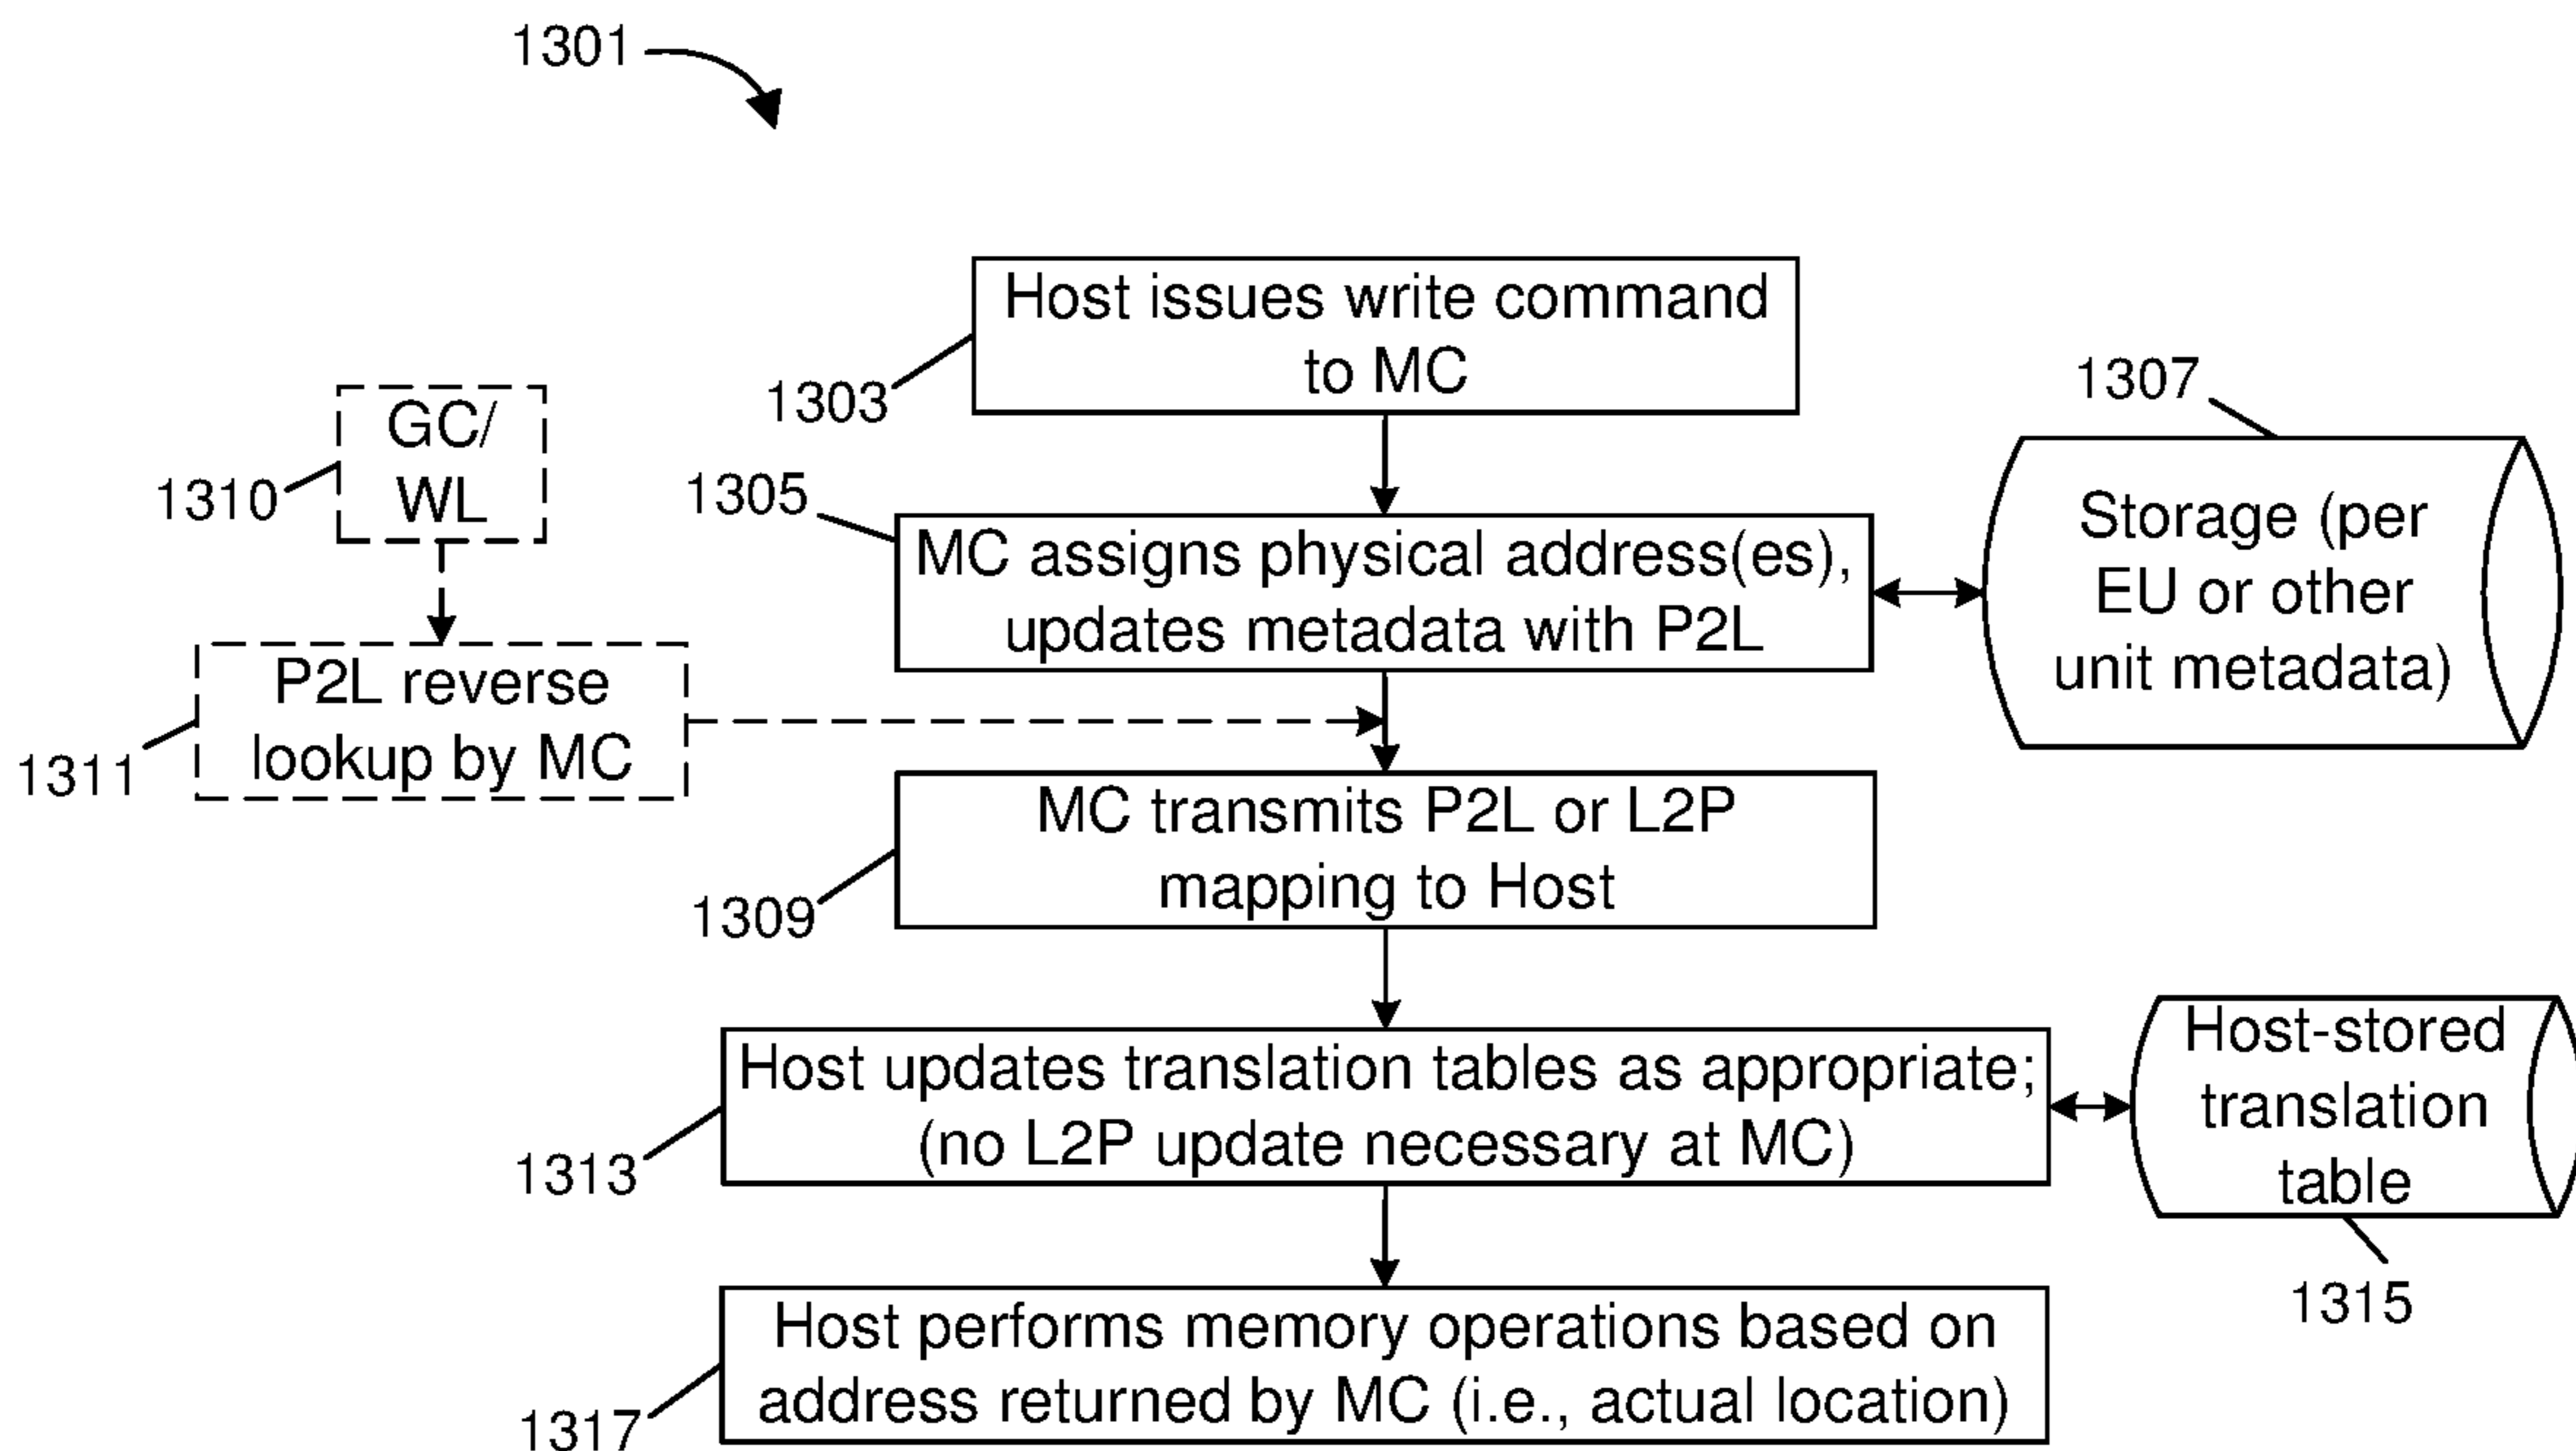 1301
Host issues write command
to MC
1303
1307
GC/
WL
1310
1305
MC assigns physical address(es),
updates metadata with P2L
Storage (per
EU or other
unit metadata)
P2L reverse
lookup by MC
1311
MC transmits P2L or L2P
mapping to Host
1309
Host updates translation tables as appropriate;
(no L2P update necessary at MC)
1313
Host-stored
translation
table
1315
Host performs memory operations based on
address returned by MC (i.e., actual location)
1317